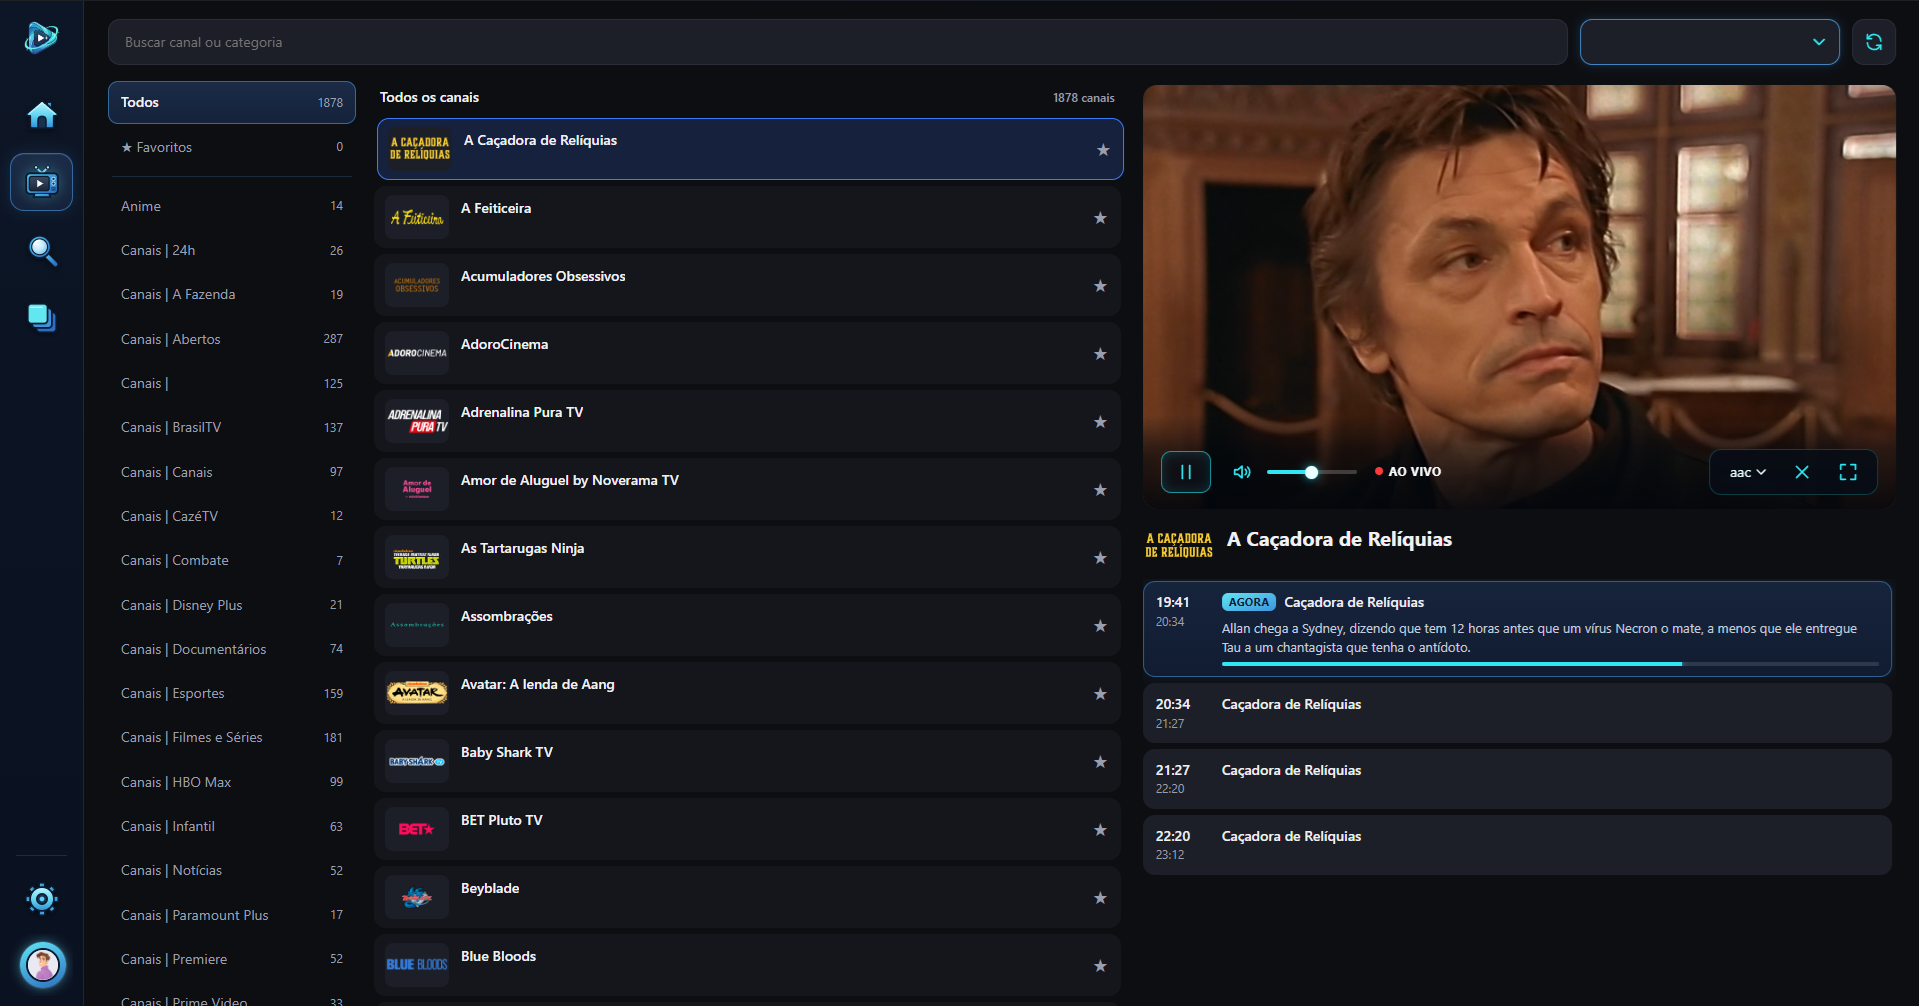 Buscar canal ou categoria
Todos 1878
★ Favoritos 0
Anime 14
Canais | 24h 26
Canais | A Fazenda 19
Canais | Abertos 287
Canais | 125
Canais | BrasilTV 137
Canais | Canais 97
Canais | CazéTV 12
Canais | Combate 7
Canais | Disney Plus 21
Canais | Documentários 74
Canais | Esportes 159
Canais | Filmes e Séries 181
Canais | HBO Max 99
Canais | Infantil 63
Canais | Notícias 52
Canais | Paramount Plus 17
Canais | Premiere 52
Canais | Prime Video 33
Todos os canais 1878 canais
A CAÇADORA
DE RELÍQUIAS
A Caçadora de Relíquias
A Feiticeira
A Feiticeira
ACUMULADORES
OBSESSIVOS
Acumuladores Obsessivos
ADOROCINEMA
AdoroCinema
ADRENALINA
PURA TV
Adrenalina Pura TV
Amor de
Aluguel
Amor de Aluguel by Noverama TV
TURTLES
As Tartarugas Ninja
Assombrações
Assombrações
AVATAR
Avatar: A lenda de Aang
BABY SHARK
Baby Shark TV
BET★
BET Pluto TV
Beyblade
BLUE BLOODS
Blue Bloods
AO VIVO
aac
A CAÇADORA
DE RELÍQUIAS
A Caçadora de Relíquias
19:41 AGORA Caçadora de Relíquias
20:34
Allan chega a Sydney, dizendo que tem 12 horas antes que um vírus Necron o mate, a menos que ele entregue
Tau a um chantagista que tenha o antídoto.
20:34 Caçadora de Relíquias
21:27
21:27 Caçadora de Relíquias
22:20
22:20 Caçadora de Relíquias
23:12